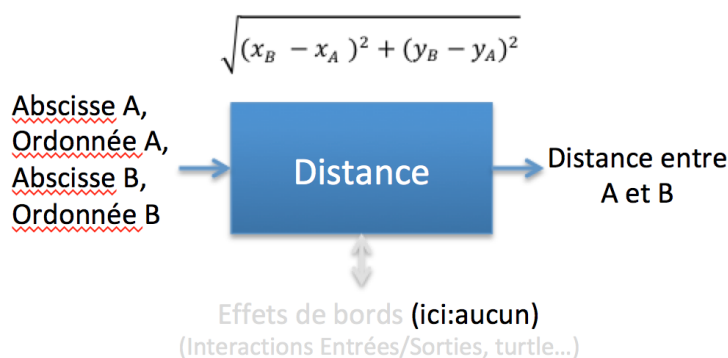 √(x_B − x_A )² + (y_B − y_A)²
Abscisse A,
Ordonnée A,
Abscisse B,
Ordonnée B
Distance
Distance entre
A et B
Effets de bords (ici:aucun)
(Interactions Entrées/Sorties, turtle...)